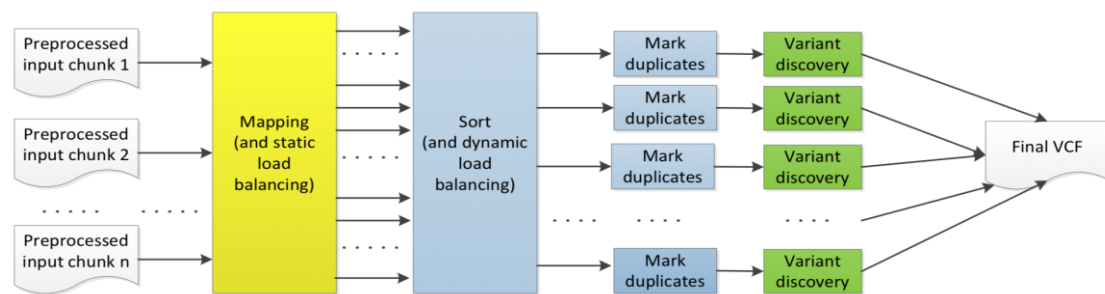 Preprocessed
input chunk 1
Preprocessed
input chunk 2
Preprocessed
input chunk n
Mapping
(and static
load
balancing)
Sort
(and dynamic
load
balancing)
Mark
duplicates
Mark
duplicates
Mark
duplicates
Mark
duplicates
Variant
discovery
Variant
discovery
Variant
discovery
Variant
discovery
Final VCF